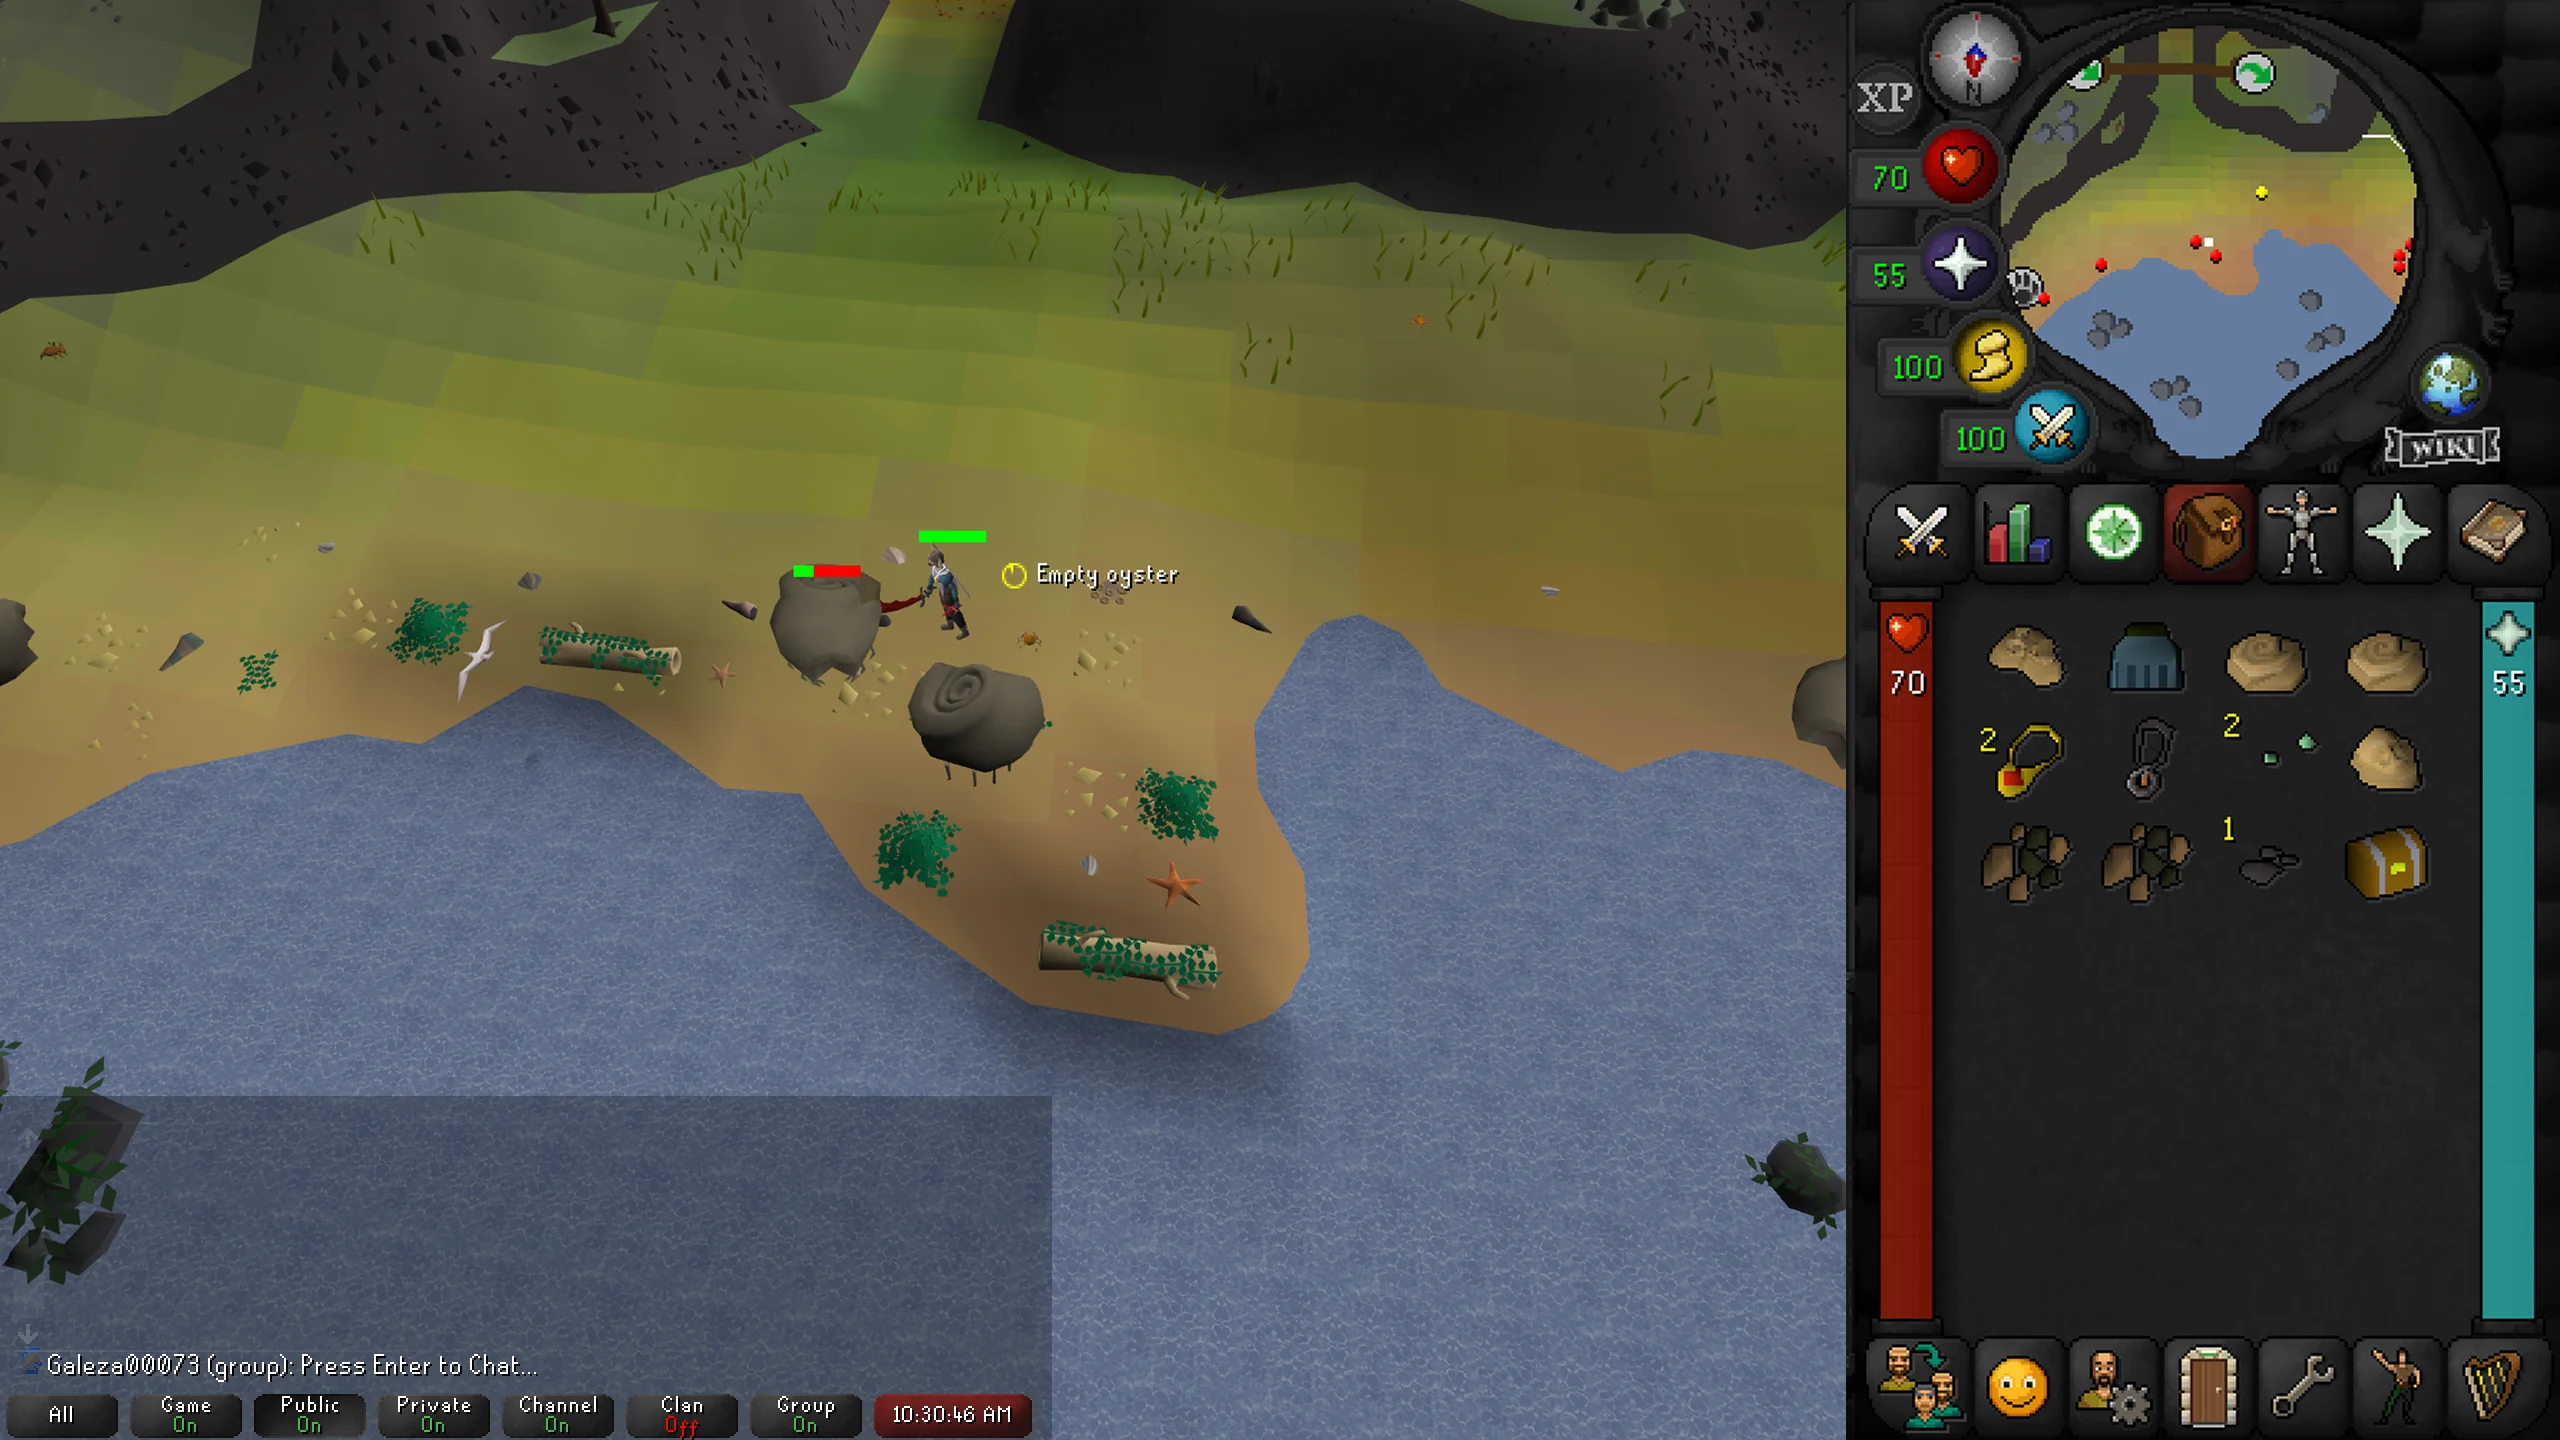 XP
N
70
55
100
100
WIKI
Empty oyster
70
55
2
2
1
Galeza00073 (group): Press Enter to Chat...
All
Game
On
Public
On
Private
On
Channel
On
Clan
Off
Group
On
10:30:46 AM